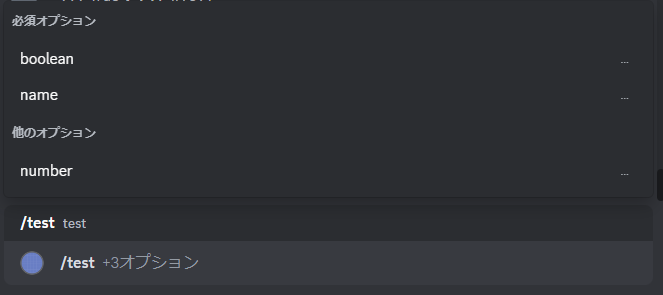 必須オプション
boolean ...
name ...
他のオプション
number ...
/test test
/test +3オプション